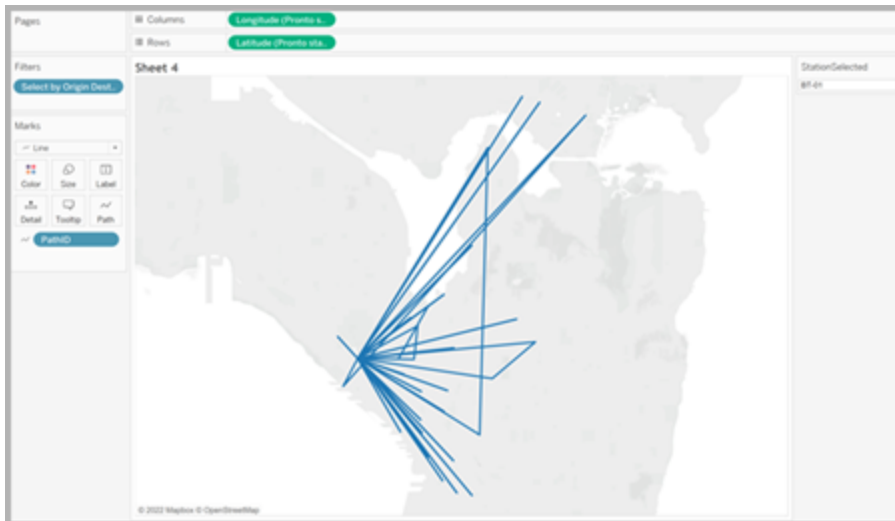 Pages
Columns
Longitude (Pronto s..
Rows
Latitude (Pronto sta..
Filters
Select by Origin Dest..
Marks
Line
Color
Size
Label
Detail
Tooltip
Path
PathID
Sheet 4
© 2022 Mapbox © OpenStreetMap
StationSelected
BT-01